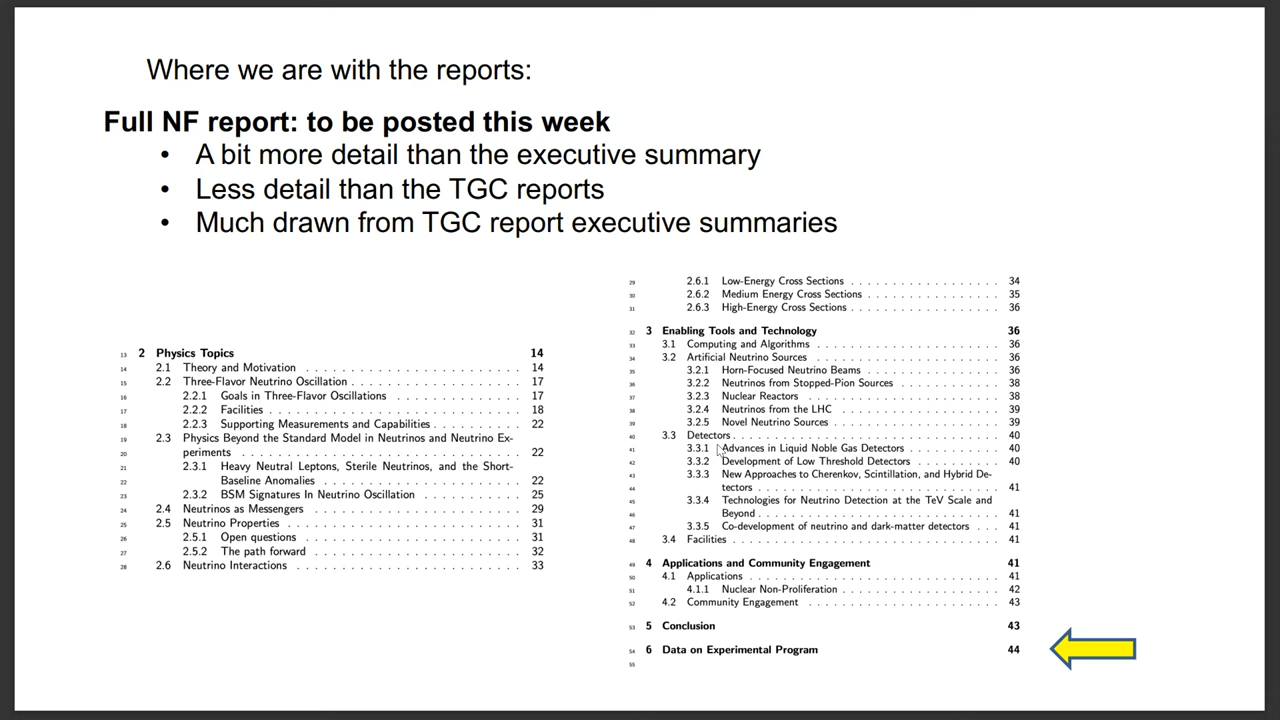 Where we are with the reports:
Full NF report: to be posted this week
• A bit more detail than the executive summary
• Less detail than the TGC reports
• Much drawn from TGC report executive summaries
13 2 Physics Topics 14
14 2.1 Theory and Motivation . . . . . . . . . . . . . . . . . . . . . . . 14
15 2.2 Three-Flavor Neutrino Oscillation . . . . . . . . . . . . . . . . . 17
16 2.2.1 Goals in Three-Flavor Oscillations . . . . . . . . . . . . 17
17 2.2.2 Facilities . . . . . . . . . . . . . . . . . . . . . . . . . . 18
18 2.2.3 Supporting Measurements and Capabilities . . . . . . . . 22
19 2.3 Physics Beyond the Standard Model in Neutrinos and Neutrino Ex-
20 periments . . . . . . . . . . . . . . . . . . . . . . . . . . . . . 22
21 2.3.1 Heavy Neutral Leptons, Sterile Neutrinos, and the Short-
22 Baseline Anomalies . . . . . . . . . . . . . . . . . . . . 22
23 2.3.2 BSM Signatures In Neutrino Oscillation . . . . . . . . . 25
24 2.4 Neutrinos as Messengers . . . . . . . . . . . . . . . . . . . . . . 29
25 2.5 Neutrino Properties . . . . . . . . . . . . . . . . . . . . . . . . 31
26 2.5.1 Open questions . . . . . . . . . . . . . . . . . . . . . . 31
27 2.5.2 The path forward . . . . . . . . . . . . . . . . . . . . . 32
28 2.6 Neutrino Interactions . . . . . . . . . . . . . . . . . . . . . . . 33
29 2.6.1 Low-Energy Cross Sections . . . . . . . . . . . . . . . . 34
30 2.6.2 Medium Energy Cross Sections . . . . . . . . . . . . . . 35
31 2.6.3 High-Energy Cross Sections . . . . . . . . . . . . . . . . 36
32 3 Enabling Tools and Technology 36
33 3.1 Computing and Algorithms . . . . . . . . . . . . . . . . . . . . 36
34 3.2 Artificial Neutrino Sources . . . . . . . . . . . . . . . . . . . . 36
35 3.2.1 Horn-Focused Neutrino Beams . . . . . . . . . . . . . . 36
36 3.2.2 Neutrinos from Stopped-Pion Sources . . . . . . . . . . 38
37 3.2.3 Nuclear Reactors . . . . . . . . . . . . . . . . . . . . . 38
38 3.2.4 Neutrinos from the LHC . . . . . . . . . . . . . . . . . 39
39 3.2.5 Novel Neutrino Sources . . . . . . . . . . . . . . . . . . 39
40 3.3 Detectors . . . . . . . . . . . . . . . . . . . . . . . . . . . . . 40
41 3.3.1 Advances in Liquid Noble Gas Detectors . . . . . . . . . 40
42 3.3.2 Development of Low Threshold Detectors . . . . . . . . 40
43 3.3.3 New Approaches to Cherenkov, Scintillation, and Hybrid De-
44 tectors . . . . . . . . . . . . . . . . . . . . . . . . . . . 41
45 3.3.4 Technologies for Neutrino Detection at the TeV Scale and
46 Beyond . . . . . . . . . . . . . . . . . . . . . . . . . . 41
47 3.3.5 Co-development of neutrino and dark-matter detectors . . . 41
48 3.4 Facilities . . . . . . . . . . . . . . . . . . . . . . . . . . . . . 41
49 4 Applications and Community Engagement 41
50 4.1 Applications . . . . . . . . . . . . . . . . . . . . . . . . . . . 41
51 4.1.1 Nuclear Non-Proliferation . . . . . . . . . . . . . . . . . 42
52 4.2 Community Engagement . . . . . . . . . . . . . . . . . . . . . 43
53 5 Conclusion 43
54 6 Data on Experimental Program 44
55